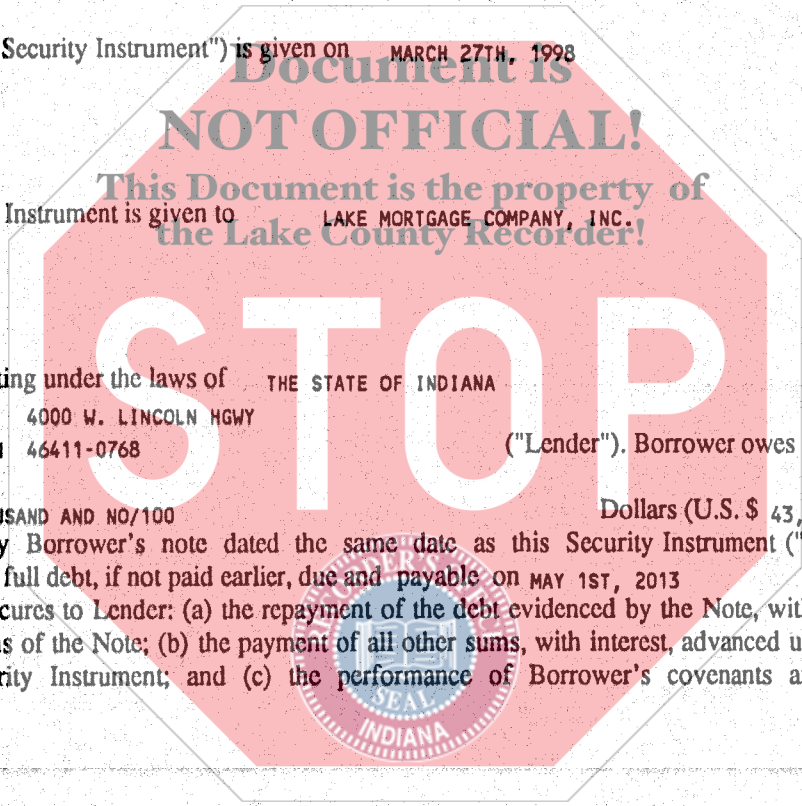 Security Instrument") is given on MARCH 27TH, 1998
Document is
NOT OFFICIAL!
This Document is the property of
Instrument is given to LAKE MORTGAGE COMPANY, INC.
the Lake County Recorder!
STOP
under the laws of THE STATE OF INDIANA
4000 W. LINCOLN HGWY
46411-0768 ("Lender"). Borrower owes
AND NO/100 Dollars (U.S. $ 43,
Borrower's note dated the same date as this Security Instrument ("
full debt, if not paid earlier, due and payable on MAY 1ST, 2013
to Lender: (a) the repayment of the debt evidenced by the Note,
of the Note; (b) the payment of all other sums, with interest, advanced
Instrument; and (c) the performance of Borrower's covenants
SEAL
INDIANA